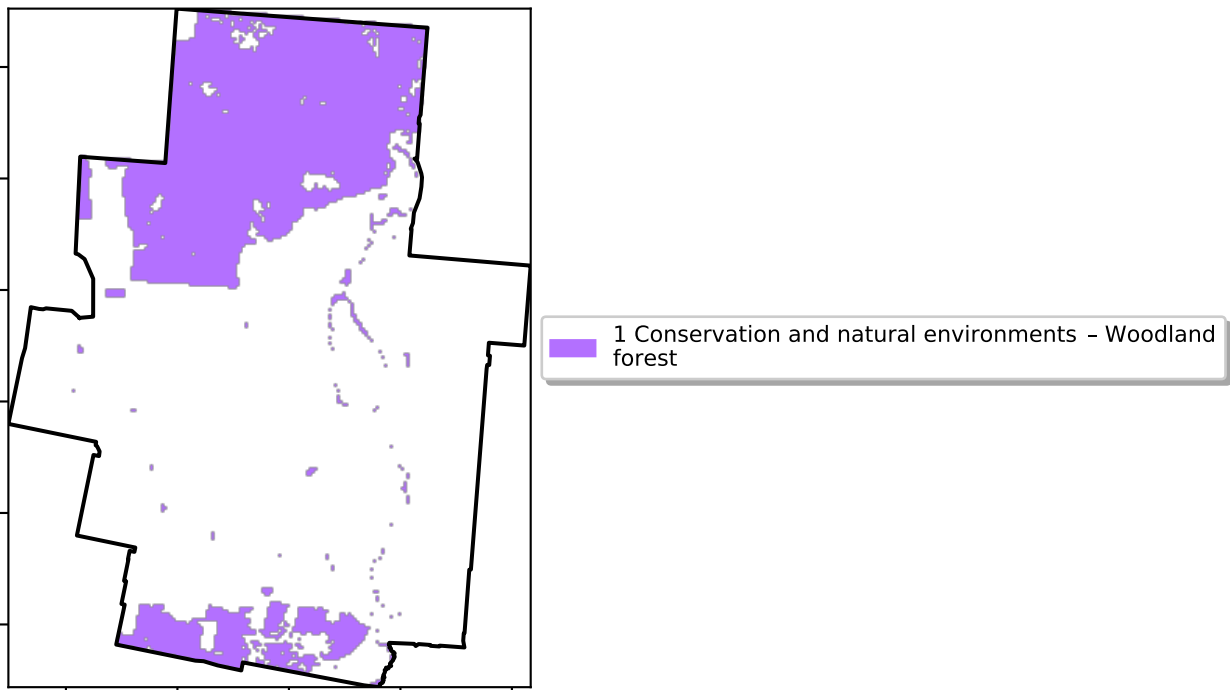 1 Conservation and natural environments – Woodland
forest